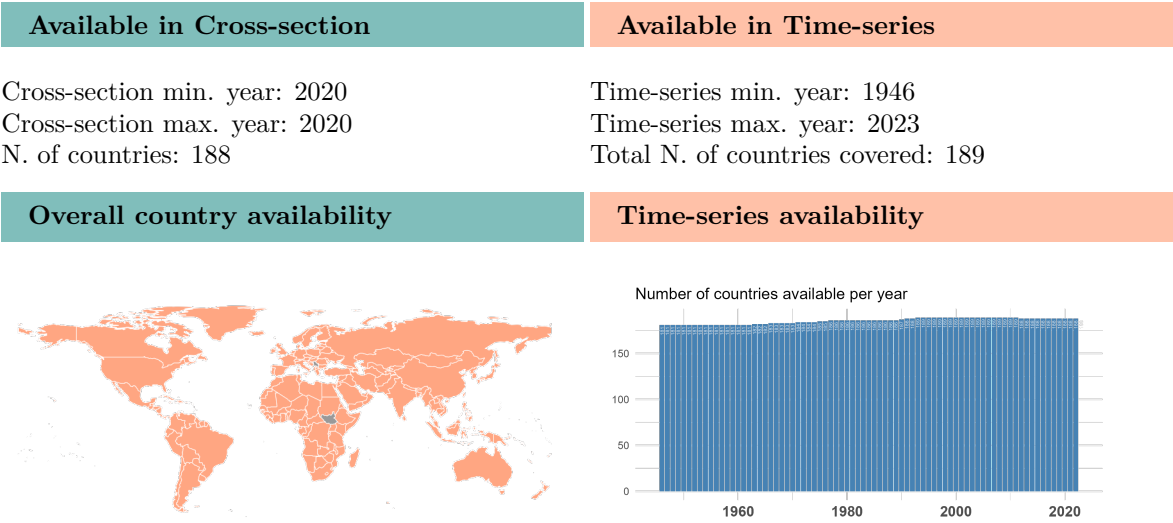 Available in Cross-section
Available in Time-series
Cross-section min. year: 2020
Cross-section max. year: 2020
N. of countries: 188
Time-series min. year: 1946
Time-series max. year: 2023
Total N. of countries covered: 189
Overall country availability
Time-series availability
Number of countries available per year
150
100
50
0
1960 1980 2000 2020